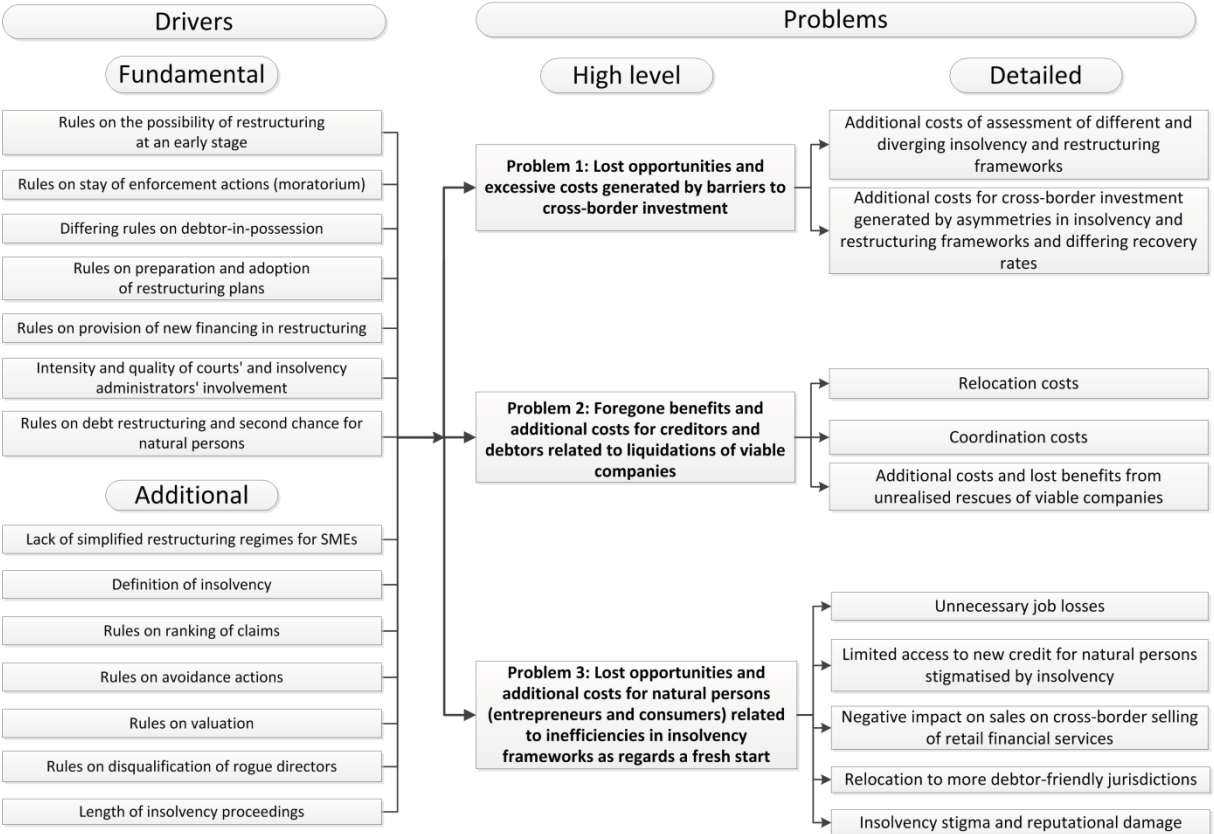 Drivers
Problems
Fundamental
High level
Detailed
Rules on the possibility of restructuring
at an early stage
Rules on stay of enforcement actions (moratorium)
Differing rules on debtor-in-possession
Rules on preparation and adoption
of restructuring plans
Rules on provision of new financing in restructuring
Intensity and quality of courts' and insolvency
administrators' involvement
Rules on debt restructuring and second chance for
natural persons
Additional
Lack of simplified restructuring regimes for SMEs
Definition of insolvency
Rules on ranking of claims
Rules on avoidance actions
Rules on valuation
Rules on disqualification of rogue directors
Length of insolvency proceedings
Problem 1: Lost opportunities and
excessive costs generated by barriers to
cross-border investment
Additional costs of assessment of different and
diverging insolvency and restructuring
frameworks
Additional costs for cross-border investment
generated by asymmetries in insolvency and
restructuring frameworks and differing recovery
rates
Problem 2: Foregone benefits and
additional costs for creditors and
debtors related to liquidations of viable
companies
Relocation costs
Coordination costs
Additional costs and lost benefits from
unrealised rescues of viable companies
Problem 3: Lost opportunities and
additional costs for natural persons
(entrepreneurs and consumers) related
to inefficiencies in insolvency
frameworks as regards a fresh start
Unnecessary job losses
Limited access to new credit for natural persons
stigmatised by insolvency
Negative impact on sales on cross-border selling
of retail financial services
Relocation to more debtor-friendly jurisdictions
Insolvency stigma and reputational damage